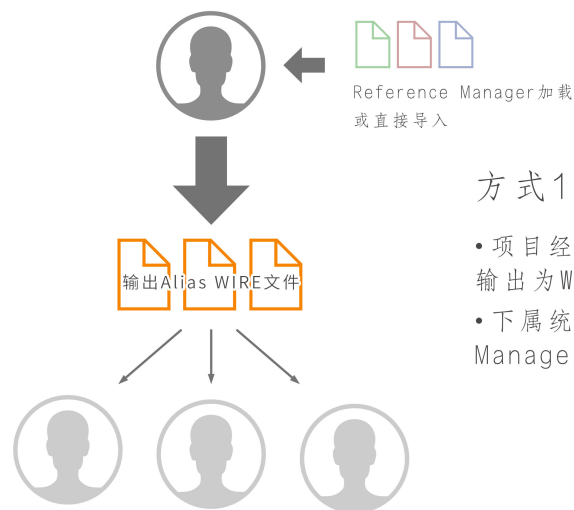 Reference Manager加载
或直接导入
方式1
•项目经
输出为W
•下属统
Manage
输出Alias WIRE文件